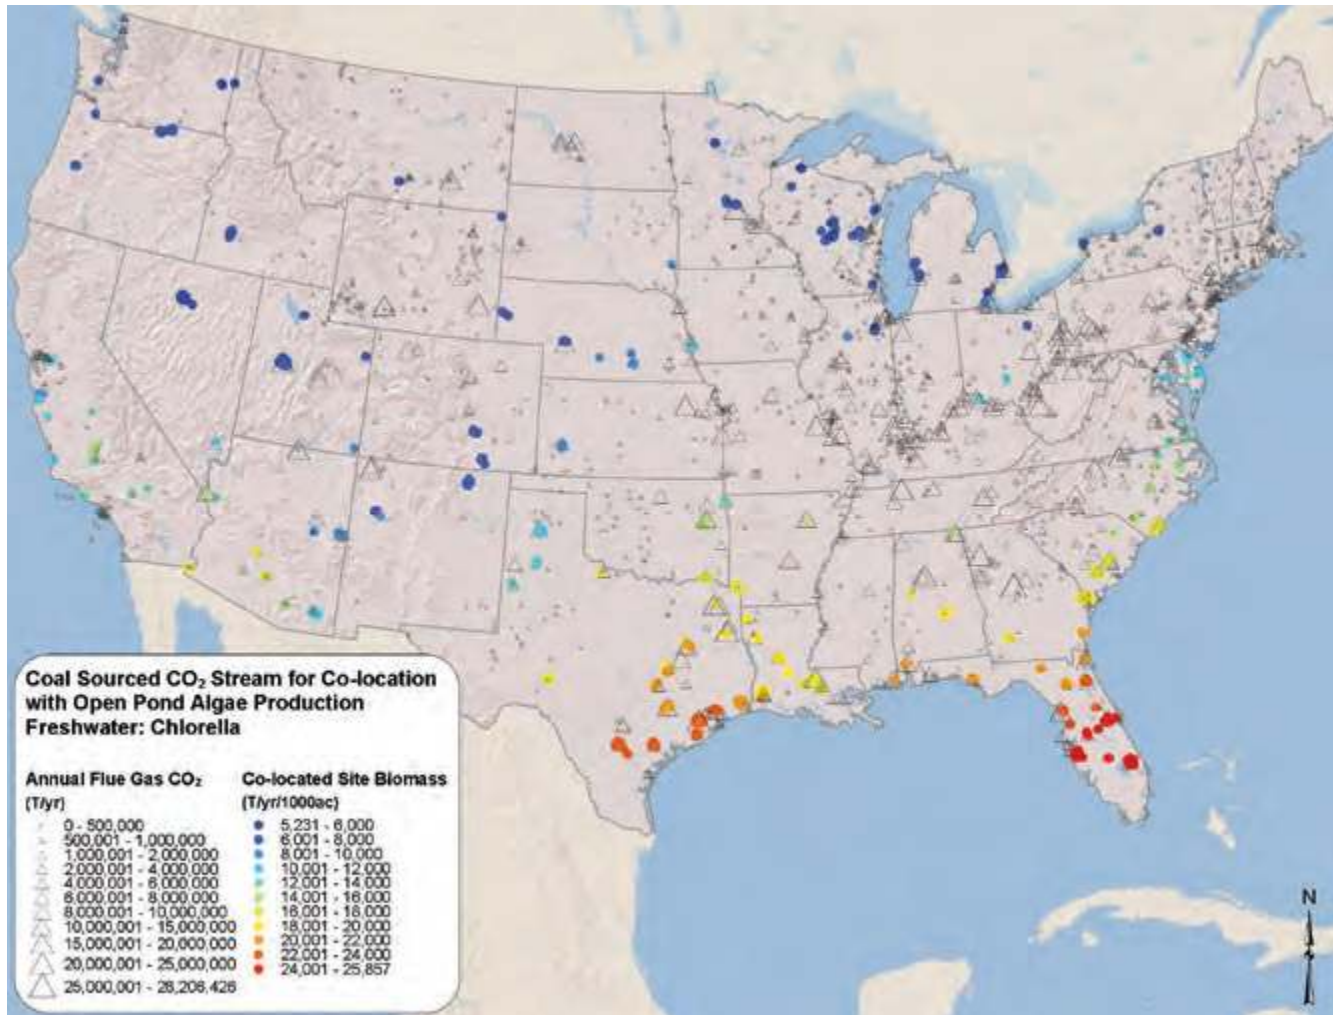 Coal Sourced CO₂ Stream for Co-location
with Open Pond Algae Production
Freshwater: Chlorella
Annual Flue Gas CO₂
(T/yr)
0 - 500,000
500,001 - 1,000,000
1,000,001 - 2,000,000
2,000,001 - 4,000,000
4,000,001 - 6,000,000
6,000,001 - 8,000,000
8,000,001 - 10,000,000
10,000,001 - 15,000,000
15,000,001 - 20,000,000
20,000,001 - 25,000,000
25,000,001 - 28,206,426
Co-located Site Biomass
(T/yr/1000ac)
5,231 - 6,000
6,001 - 8,000
8,001 - 10,000
10,001 - 12,000
12,001 - 14,000
14,001 - 16,000
16,001 - 18,000
18,001 - 20,000
20,001 - 22,000
22,001 - 24,000
24,001 - 25,857
N